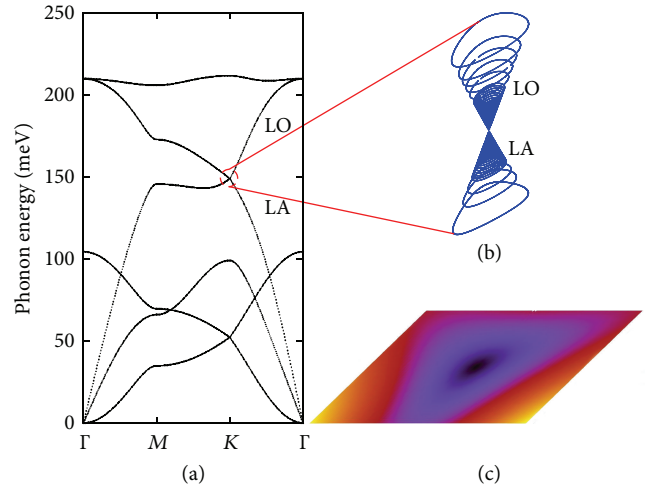 250
200
150
100
50
0
Phonon energy (meV)
LO
LA
Γ M K Γ
(a)
LO
LA
(b)
(c)